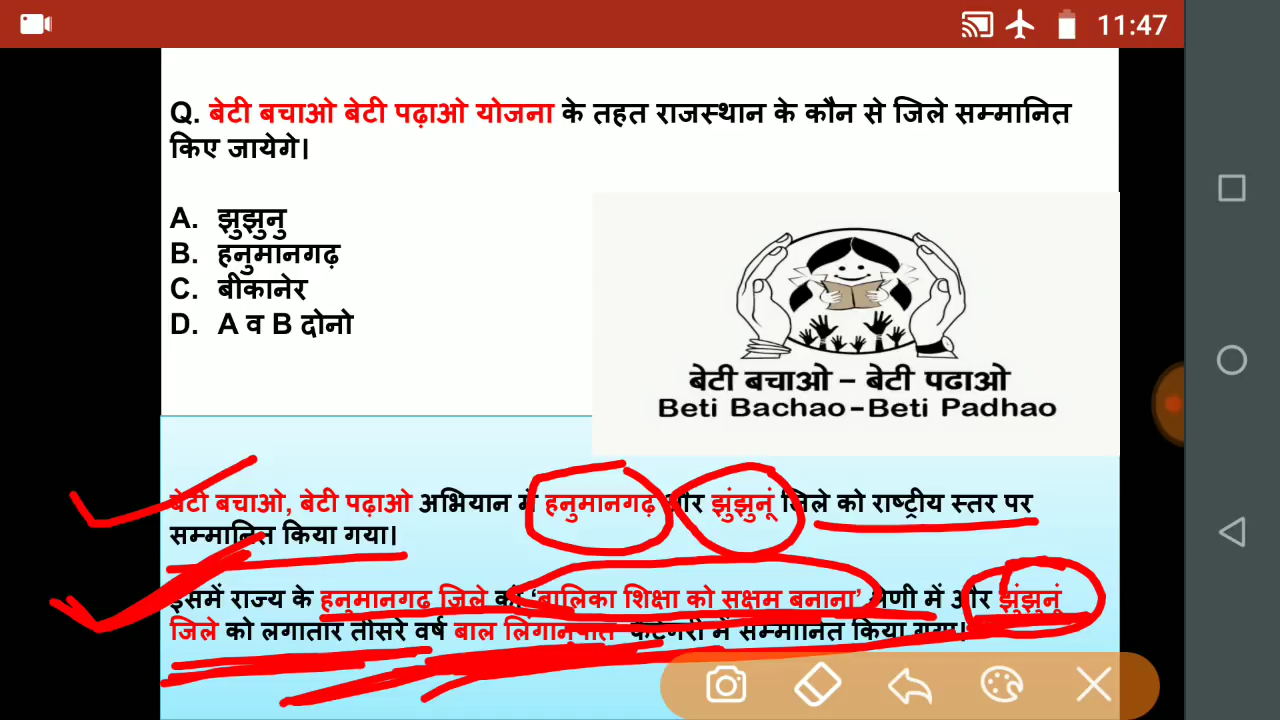 11:47
Q. बेटी बचाओ बेटी पढ़ाओ योजना के तहत राजस्थान के कौन से जिले सम्मानित
किए जायेगे।
A. झुझुनु
B. हनुमानगढ़
C. बीकानेर
D. A व B दोनो
बेटी बचाओ – बेटी पढाओ
Beti Bachao – Beti Padhao
बेटी बचाओ, बेटी पढ़ाओ अभियान में हनुमानगढ़ और झुंझुनूं जिले को राष्ट्रीय स्तर पर
सम्मानित किया गया।
इसमें राज्य के हनुमानगढ़ जिले को 'बालिका शिक्षा को सक्षम बनाना' श्रेणी में और झुंझुनूं
जिले को लगातार तीसरे वर्ष बाल लिंगानुपात कैटेगरी में सम्मानित किया गया।